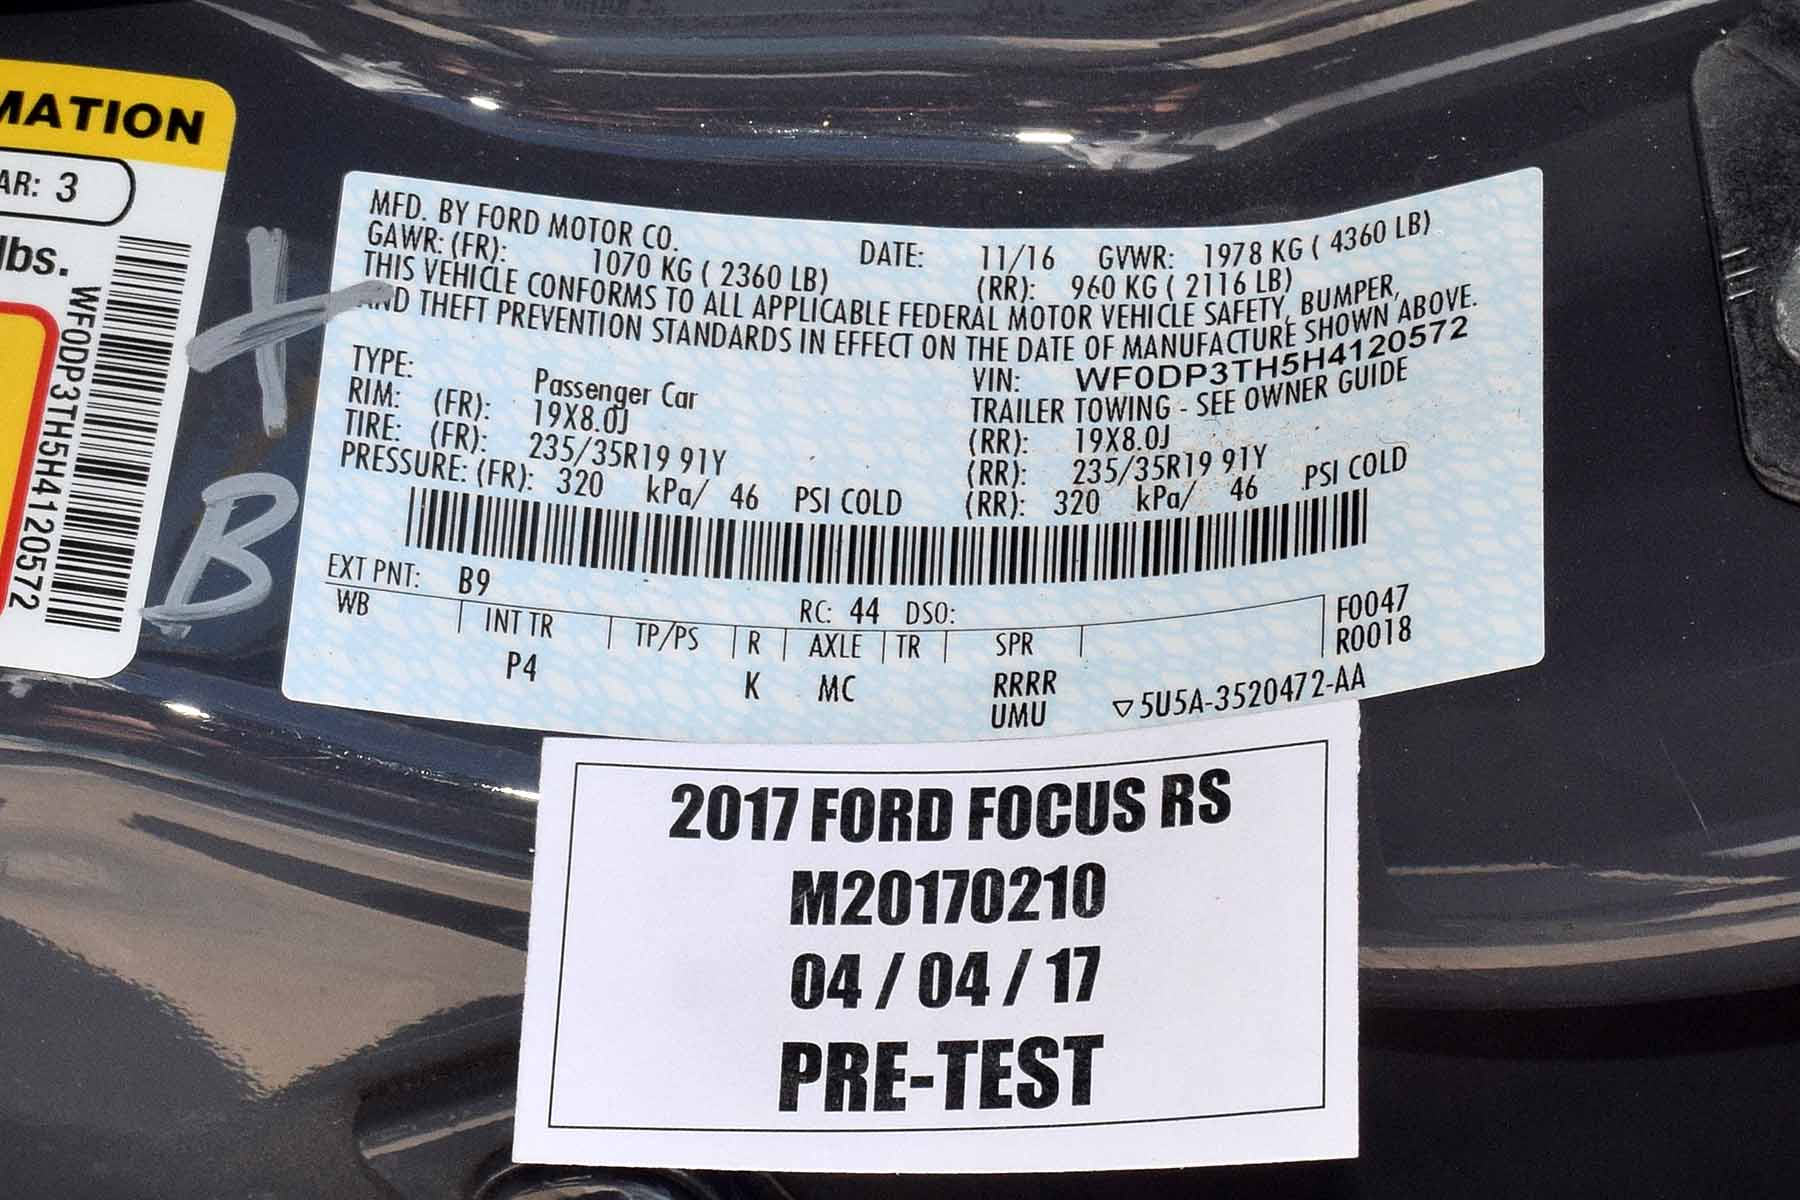 MATION
AR: 3
lbs.
WF0DP3TH5H4120572
X
B
MFD. BY FORD MOTOR CO.
DATE: 11/16 GVWR: 1978 KG ( 4360 LB)
GAWR: (FR): 1070 KG ( 2360 LB) (RR): 960 KG ( 2116 LB)
THIS VEHICLE CONFORMS TO ALL APPLICABLE FEDERAL MOTOR VEHICLE SAFETY, BUMPER,
AND THEFT PREVENTION STANDARDS IN EFFECT ON THE DATE OF MANUFACTURE SHOWN ABOVE.
VIN: WF0DP3TH5H4120572
TYPE: Passenger Car TRAILER TOWING - SEE OWNER GUIDE
RIM: (FR): 19X8.0J (RR): 19X8.0J
TIRE: (FR): 235/35R19 91Y (RR): 235/35R19 91Y
PRESSURE: (FR): 320 kPa/ 46 PSI COLD (RR): 320 kPa/ 46 PSI COLD
EXT PNT: B9 RC: 44 DSO: F0047
WB INT TR TP/PS R AXLE TR SPR R0018
P4 K MC RRRR
UMU ▽5U5A-3520472-AA
2017 FORD FOCUS RS
M20170210
04 / 04 / 17
PRE-TEST